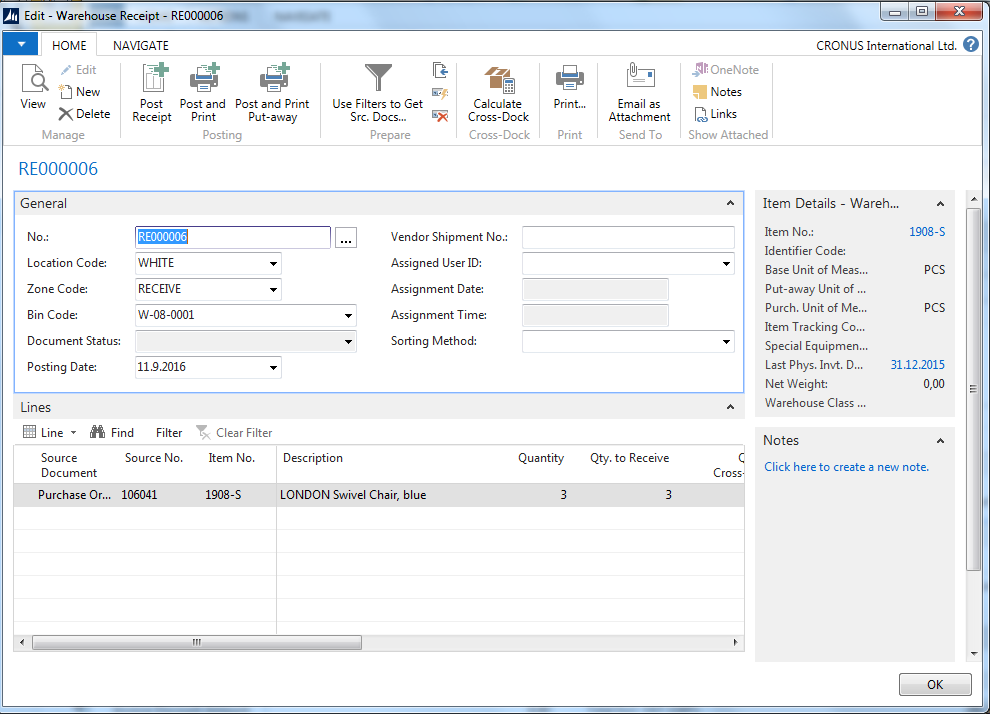 Edit - Warehouse Receipt - RE000006
HOME NAVIGATE CRONUS International Ltd.
View
Edit
New
Delete
Manage
Post Receipt
Post and Print
Post and Print Put-away
Posting
Use Filters to Get Src. Docs...
Prepare
Calculate Cross-Dock
Cross-Dock
Print...
Print
Email as Attachment
Send To
OneNote
Notes
Links
Show Attached
RE000006
General
No.: RE000006 ...
Location Code: WHITE
Zone Code: RECEIVE
Bin Code: W-08-0001
Document Status:
Posting Date: 11.9.2016
Vendor Shipment No.:
Assigned User ID:
Assignment Date:
Assignment Time:
Sorting Method:
Lines
Line Find Filter Clear Filter
Source Document Source No. Item No. Description Quantity Qty. to Receive Cross-
Purchase Or... 106041 1908-S LONDON Swivel Chair, blue 3 3
Item Details - Wareh...
Item No.: 1908-S
Identifier Code:
Base Unit of Meas... PCS
Put-away Unit of ...
Purch. Unit of Me... PCS
Item Tracking Co...
Special Equipmen...
Last Phys. Invt. D... 31.12.2015
Net Weight: 0,00
Warehouse Class ...
Notes
Click here to create a new note.
OK